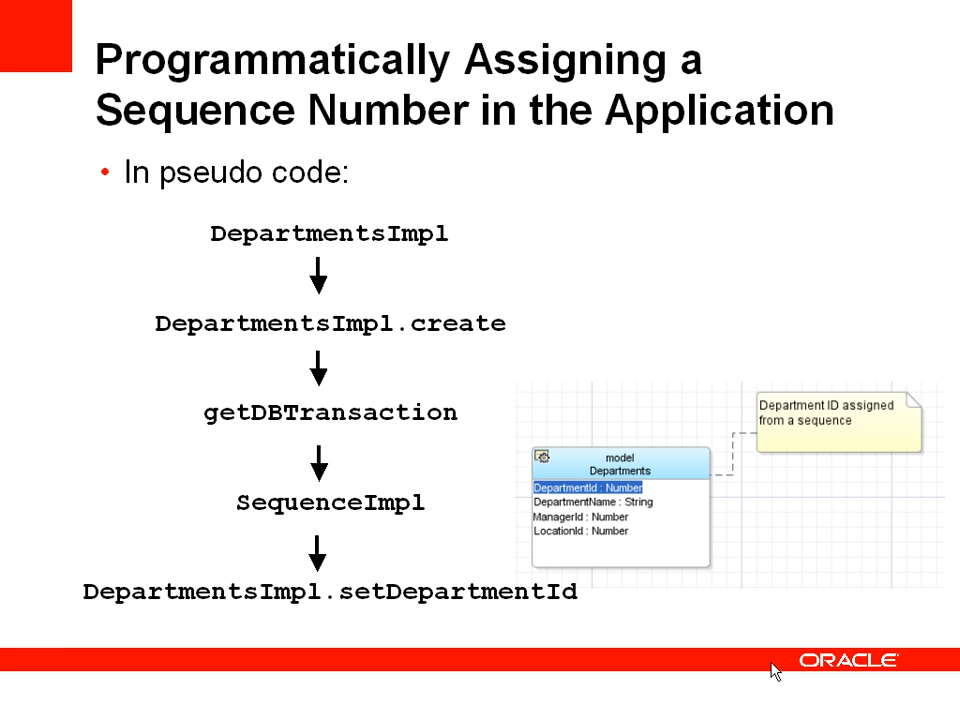 Programmatically Assigning a
Sequence Number in the Application
• In pseudo code:
DepartmentsImpl
DepartmentsImpl.create
getDBTransaction
SequenceImpl
DepartmentsImpl.setDepartmentId
Department ID assigned
from a sequence
model
Departments
DepartmentId : Number
DepartmentName : String
ManagerId : Number
LocationId : Number
ORACLE